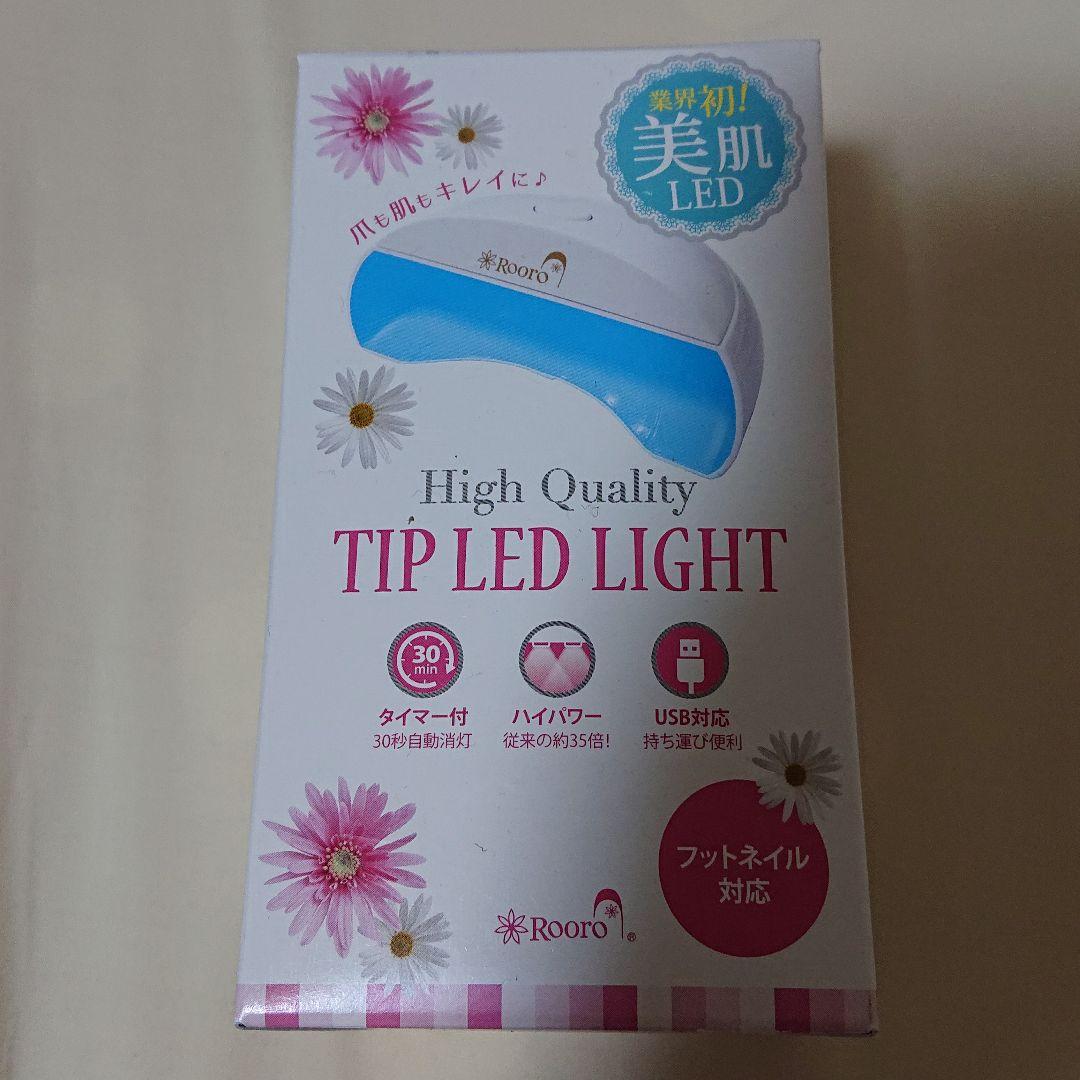 業界初!
美肌
LED
爪も肌もキレイに♪
Rooro
High Quality
TIP LED LIGHT
30
min
タイマー付
30秒自動消灯
ハイパワー
従来の約35倍!
USB対応
持ち運び便利
フットネイル
対応
Rooro®